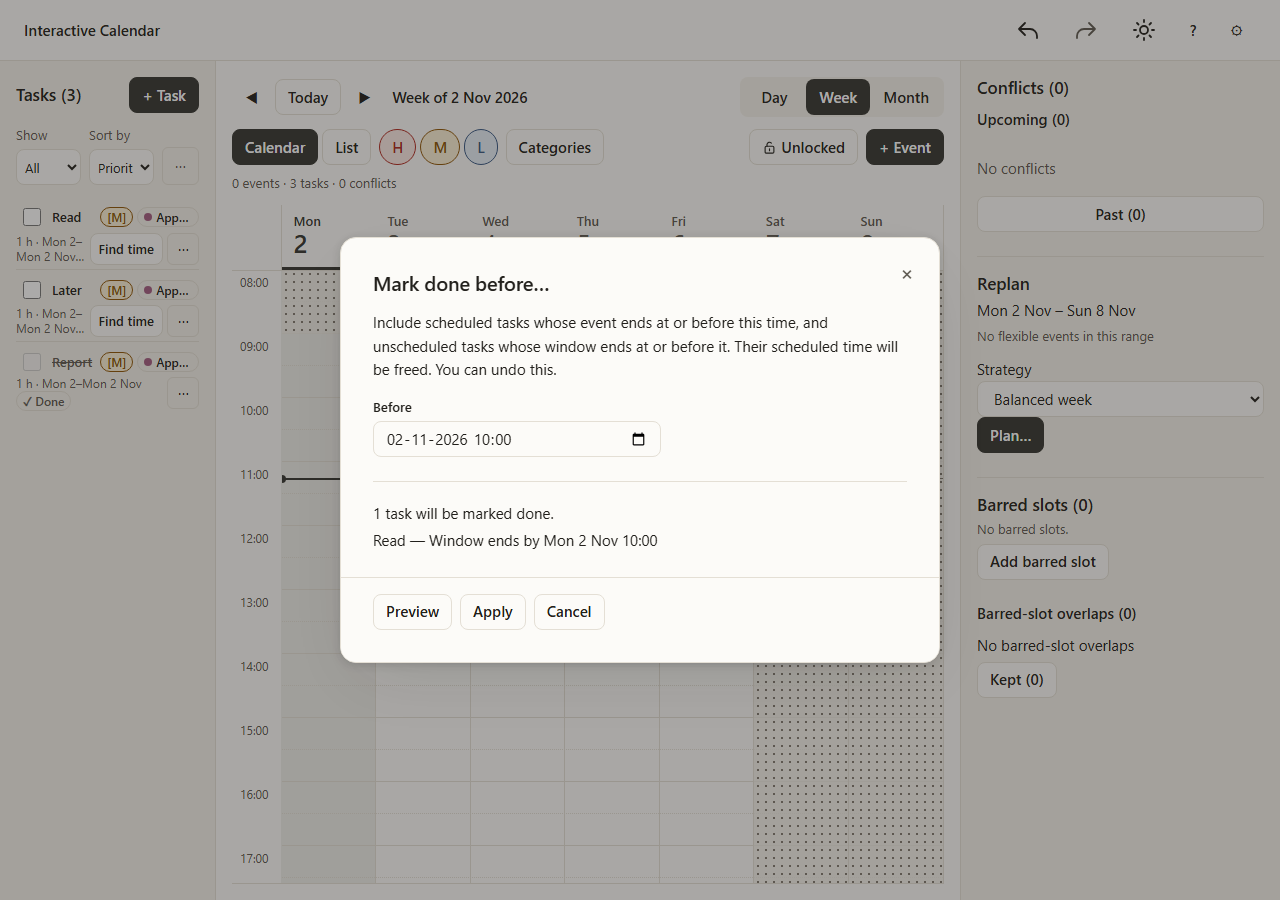 Interactive Calendar
?
Tasks (3)
+ Task
Show
Sort by
All
Priorit
...
Read [M] App...
1 h · Mon 2–
Mon 2 Nov...
Find time
...
Later [M] App...
1 h · Mon 2–
Mon 2 Nov...
Find time
...
Report [M] App...
1 h · Mon 2–Mon 2 Nov
✓ Done
...
◀ Today ▶ Week of 2 Nov 2026
Day Week Month
Calendar List H M L Categories
Unlocked
+ Event
0 events · 3 tasks · 0 conflicts
Mon Tue Wed Thu Fri Sat Sun
2
08:00
09:00
10:00
11:00
12:00
13:00
14:00
15:00
16:00
17:00
Mark done before...
×
Include scheduled tasks whose event ends at or before this time, and
unscheduled tasks whose window ends at or before it. Their scheduled time will
be freed. You can undo this.
Before
02-11-2026 10:00
1 task will be marked done.
Read — Window ends by Mon 2 Nov 10:00
Preview Apply Cancel
Conflicts (0)
Upcoming (0)
No conflicts
Past (0)
Replan
Mon 2 Nov – Sun 8 Nov
No flexible events in this range
Strategy
Balanced week
Plan...
Barred slots (0)
No barred slots.
Add barred slot
Barred-slot overlaps (0)
No barred-slot overlaps
Kept (0)